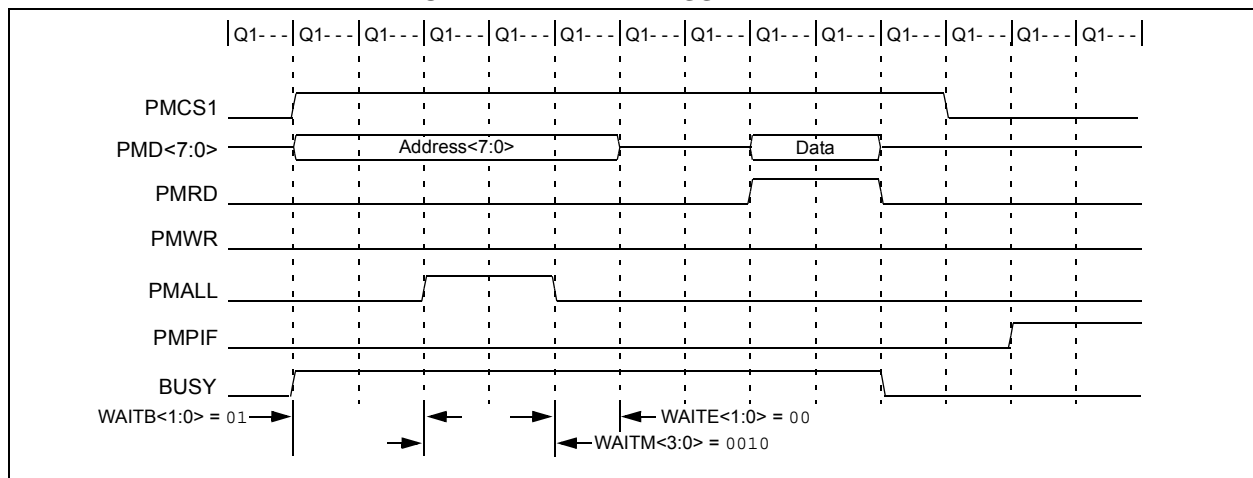 Q1- - - Q1- - - Q1- - - Q1- - - Q1- - - Q1- - - Q1- - - Q1- - - Q1- - - Q1- - - Q1- - - Q1- - - Q1- - - Q1- - -
PMCS1
PMD<7:0> Address<7:0> Data
PMRD
PMWR
PMALL
PMPIF
BUSY
WAITB<1:0> = 01 WAITE<1:0> = 00
WAITM<3:0> = 0010